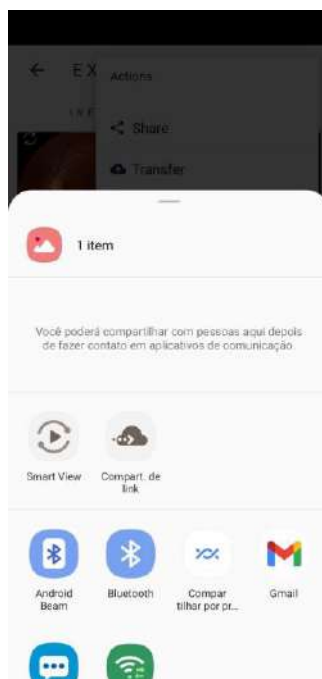 EX
Actions
Share
Transfer
1 item
Você poderá compartilhar com pessoas aqui depois
de fazer contato em aplicativos de comunicação.
Smart View
Compart. de
link
Android
Beam
Bluetooth
Compar
tilhar por pr...
Gmail